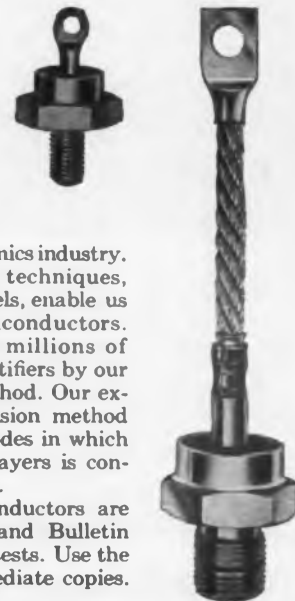 nics industry.
techniques,
els, enable us
conductors.
millions of
tifiers by our
hod. Our ex-
sion method
des in which
ayers is con-
nductors are
and Bulletin
ests. Use the
ediate copies.